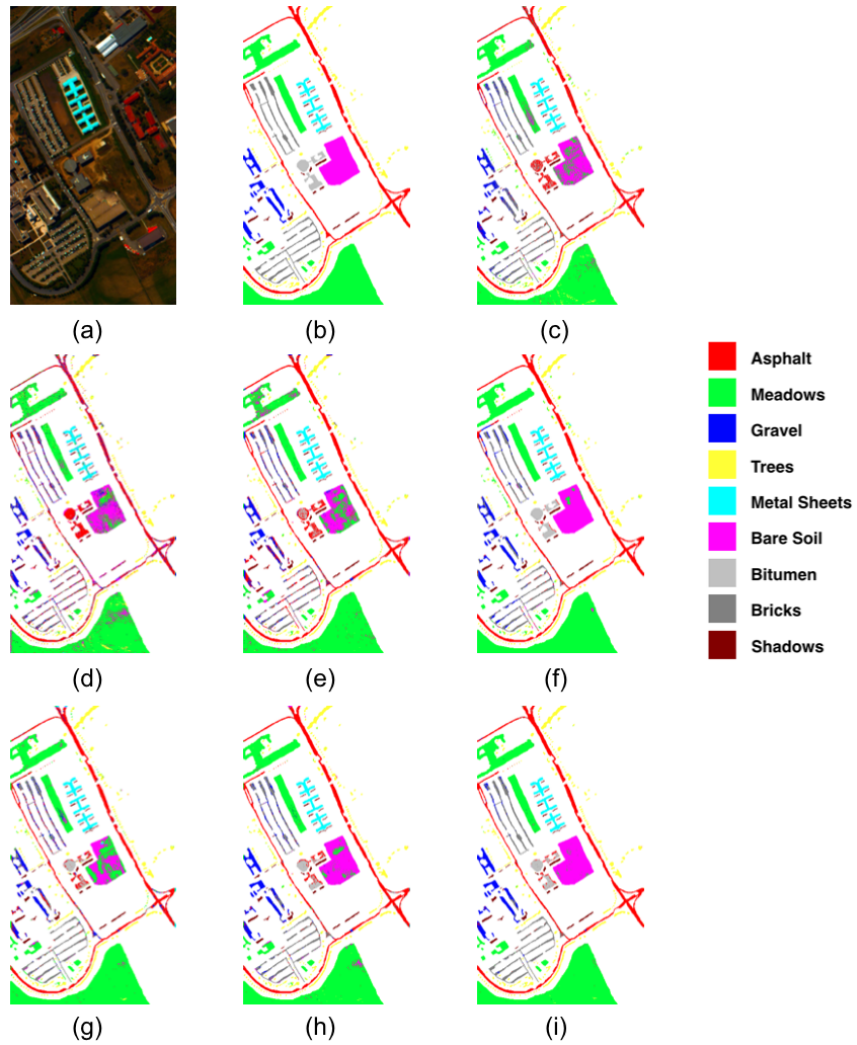 (a)
(b)
(c)
Asphalt
Meadows
Gravel
Trees
Metal Sheets
Bare Soil
Bitumen
Bricks
Shadows
(d)
(e)
(f)
(g)
(h)
(i)